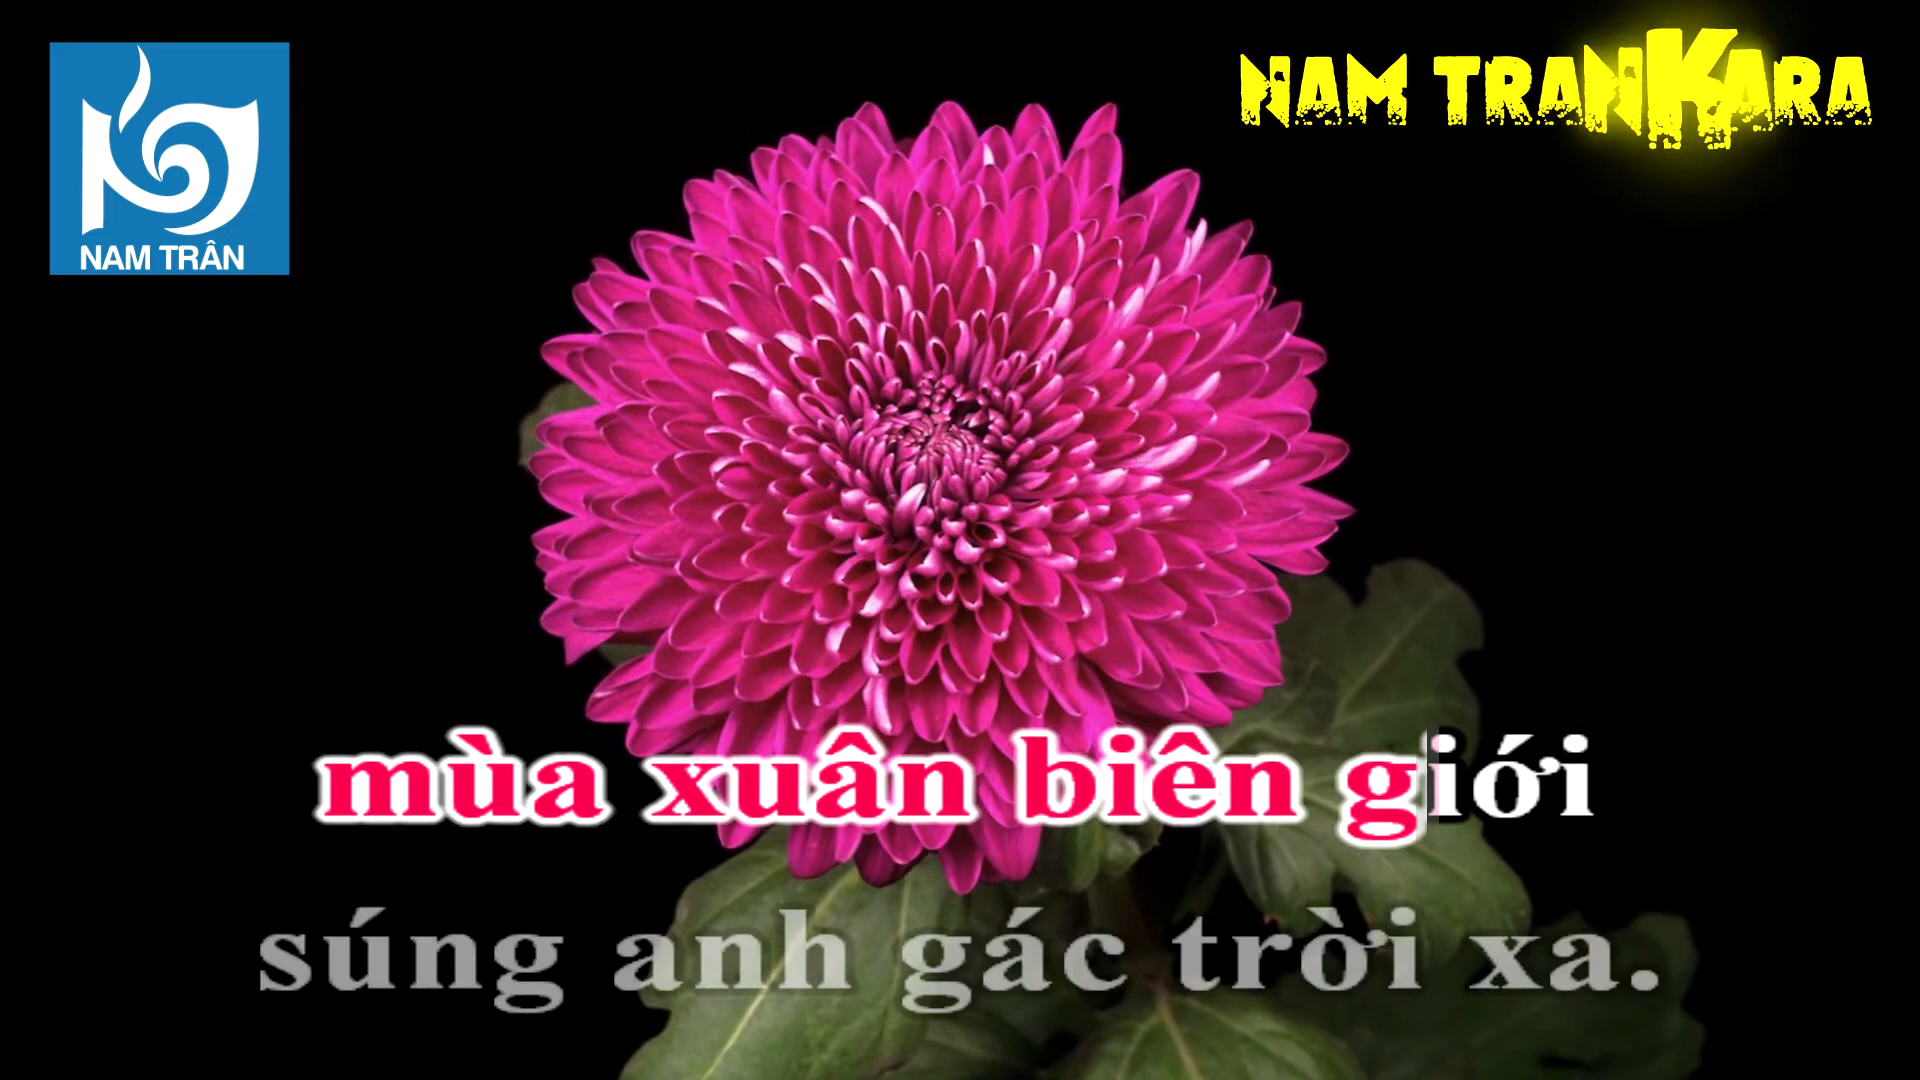 NAM TRÂN
NAM TRANKARA
mùa xuân biên giới
súng anh gác trời xa.